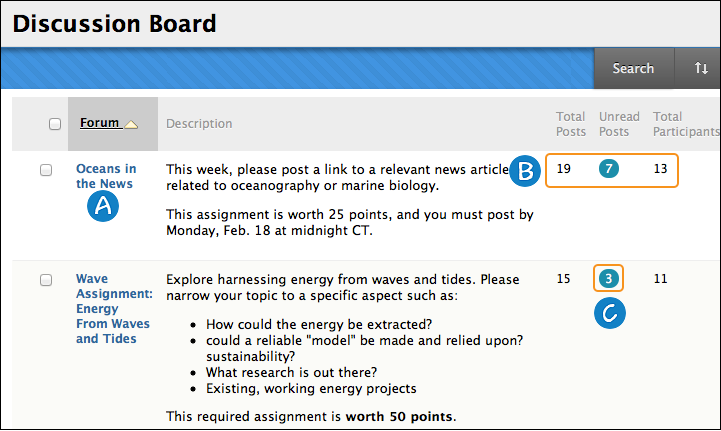 Discussion Board
Search
Forum
Description
Total
Posts
Unread
Posts
Total
Participants
Oceans in
the News
A
This week, please post a link to a relevant news article
related to oceanography or marine biology.
This assignment is worth 25 points, and you must post by
Monday, Feb. 18 at midnight CT.
B
19
7
13
Wave
Assignment:
Energy
From Waves
and Tides
Explore harnessing energy from waves and tides. Please
narrow your topic to a specific aspect such as:
• How could the energy be extracted?
• could a reliable "model" be made and relied upon?
sustainability?
• What research is out there?
• Existing, working energy projects
This required assignment is worth 50 points.
15
3
11
C